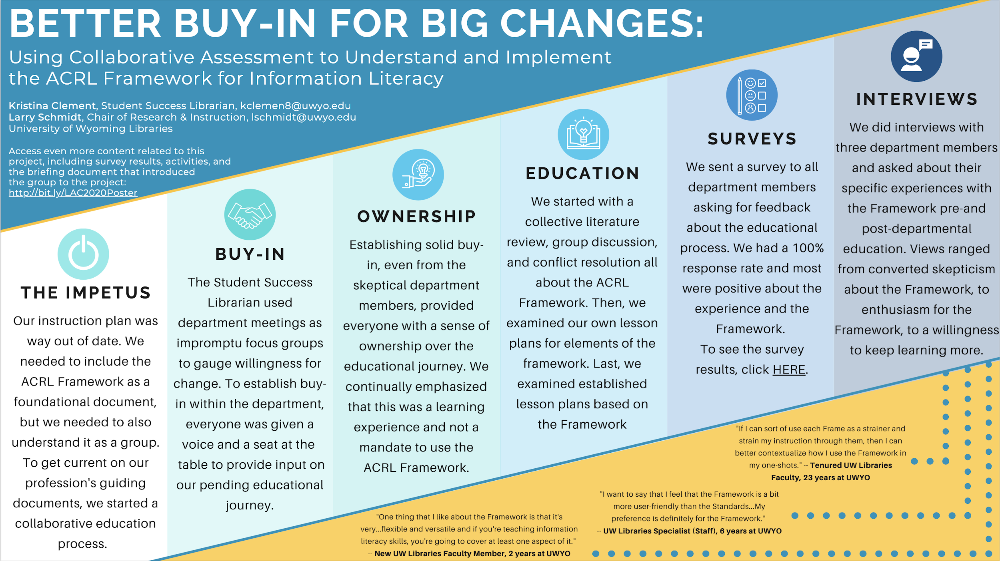 BETTER BUY-IN FOR BIG CHANGES:
Using Collaborative Assessment to Understand and Implement
the ACRL Framework for Information Literacy
Kristina Clement, Student Success Librarian, kclemen8@uwyo.edu
Larry Schmidt, Chair of Research & Instruction, lschmidt@uwyo.edu
University of Wyoming Libraries
Access even more content related to this
project, including survey results, activities, and
the briefing document that introduced
the group to the project:
http://bit.ly/LAC2020Poster
THE IMPETUS
Our instruction plan was
way out of date. We
needed to include the
ACRL Framework as a
foundational document,
but we needed to also
understand it as a group.
To get current on our
profession's guiding
documents, we started a
collaborative education
process.
BUY-IN
The Student Success
Librarian used
department meetings as
impromptu focus groups
to gauge willingness for
change. To establish buy-
in within the department,
everyone was given a
voice and a seat at the
table to provide input on
our pending educational
journey.
OWNERSHIP
Establishing solid buy-
in, even from the
skeptical department
members, provided
everyone with a sense of
ownership over the
educational journey. We
continually emphasized
that this was a learning
experience and not a
mandate to use the
ACRL Framework.
EDUCATION
We started with a
collective literature
review, group discussion,
and conflict resolution all
about the ACRL
Framework. Then, we
examined our own lesson
plans for elements of the
framework. Last, we
examined established
lesson plans based on
the Framework
SURVEYS
We sent a survey to all
department members
asking for feedback
about the educational
process. We had a 100%
response rate and most
were positive about the
experience and the
Framework.
To see the survey
results, click HERE.
INTERVIEWS
We did interviews with
three department members
and asked about their
specific experiences with
the Framework pre-and
post-departmental
education. Views ranged
from converted skepticism
about the Framework, to
enthusiasm for the
Framework, to a willingness
to keep learning more.
"One thing that I like about the Framework is that it's
very...flexible and versatile and if you're teaching information
literacy skills, you're going to cover at least one aspect of it."
-- New UW Libraries Faculty Member, 2 years at UWYO
"I want to say that I feel that the Framework is a bit
more user-friendly than the Standards...My
preference is definitely for the Framework."
-- UW Libraries Specialist (Staff), 6 years at UWYO
"If I can sort of use each Frame as a strainer and
strain my instruction through them, then I can
better contextualize how I use the Framework in
my one-shots." -- Tenured UW Libraries
Faculty, 23 years at UWYO